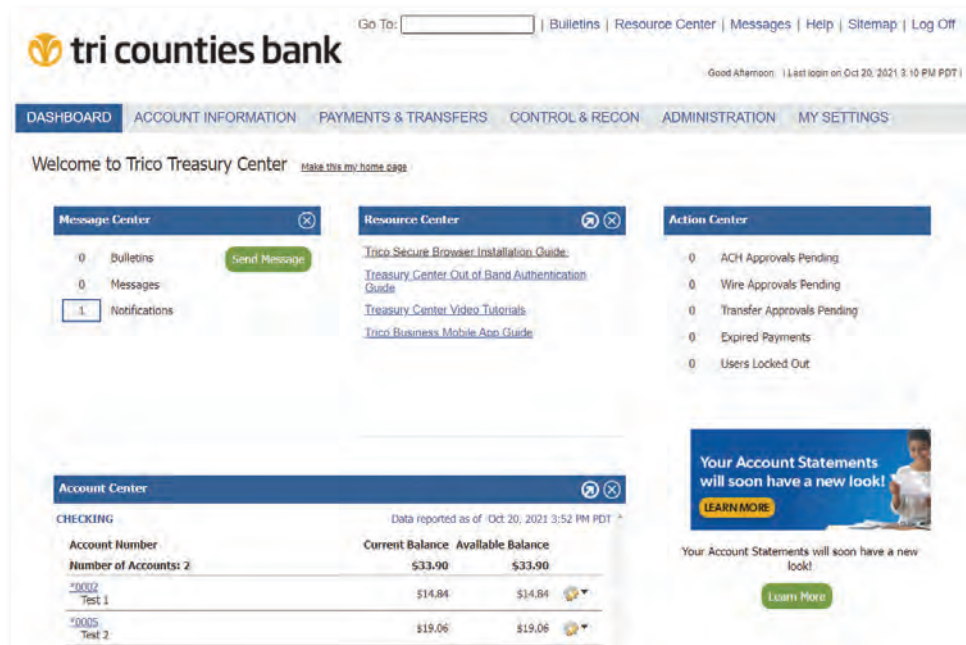 tri counties bank
Go To: | Bulletins | Resource Center | Messages | Help | Sitemap | Log Off
Good Afternoon | Last login on Oct 20, 2021 3:10 PM PDT |
DASHBOARD ACCOUNT INFORMATION PAYMENTS & TRANSFERS CONTROL & RECON ADMINISTRATION MY SETTINGS
Welcome to Trico Treasury Center Make this my home page
Message Center
0 Bulletins Send Message
0 Messages
1 Notifications
Resource Center
Trico Secure Browser Installation Guide
Treasury Center Out of Band Authentication
Guide
Treasury Center Video Tutorials
Trico Business Mobile App Guide
Action Center
0 ACH Approvals Pending
0 Wire Approvals Pending
0 Transfer Approvals Pending
0 Expired Payments
0 Users Locked Out
Account Center
CHECKING Data reported as of Oct 20, 2021 3:52 PM PDT
Account Number Current Balance Available Balance
Number of Accounts: 2 $33.90 $33.90
*0002 $14.84 $14.84
Test 1
*0005 $19.06 $19.06
Test 2
Your Account Statements
will soon have a new look!
LEARN MORE
Your Account Statements will soon have a new
look!
Learn More